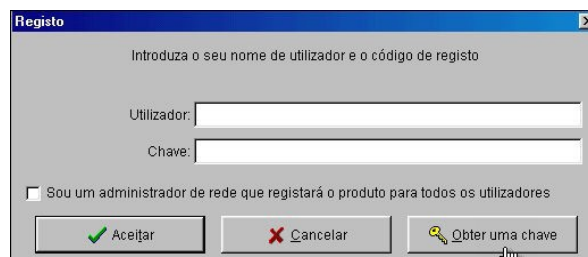 Registo
Introduza o seu nome de utilizador e o código de registo
Utilizador:
Chave:
Sou um administrador de rede que registará o produto para todos os utilizadores
Aceitar
Cancelar
Obter uma chave